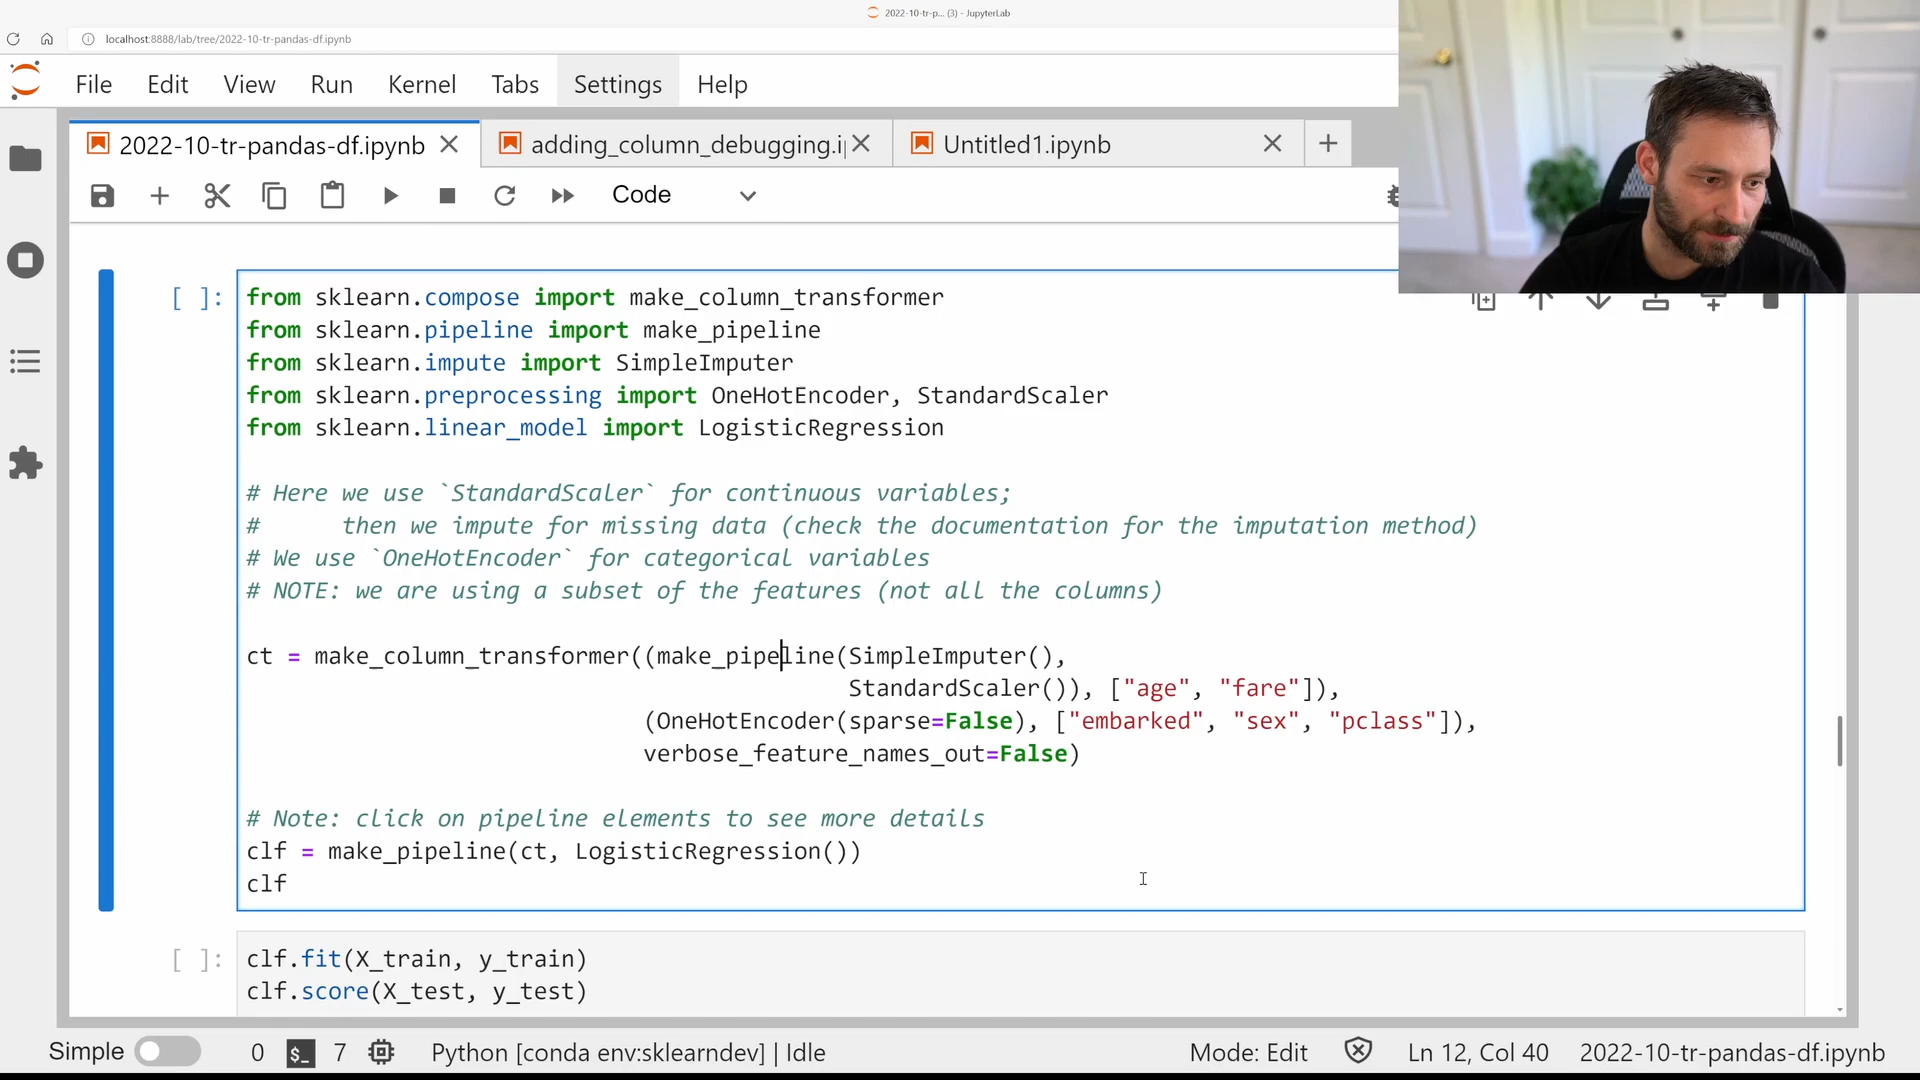 2022-10-tr-p... (3) - JupyterLab
localhost:8888/lab/tree/2022-10-tr-pandas-df.ipynb
File Edit View Run Kernel Tabs Settings Help
2022-10-tr-pandas-df.ipynb adding_column_debugging.i Untitled1.ipynb
Code
[ ]: from sklearn.compose import make_column_transformer
from sklearn.pipeline import make_pipeline
from sklearn.impute import SimpleImputer
from sklearn.preprocessing import OneHotEncoder, StandardScaler
from sklearn.linear_model import LogisticRegression
# Here we use `StandardScaler` for continuous variables;
#      then we impute for missing data (check the documentation for the imputation method)
# We use `OneHotEncoder` for categorical variables
# NOTE: we are using a subset of the features (not all the columns)
ct = make_column_transformer((make_pipeline(SimpleImputer(),
StandardScaler()), ["age", "fare"]),
(OneHotEncoder(sparse=False), ["embarked", "sex", "pclass"]),
verbose_feature_names_out=False)
# Note: click on pipeline elements to see more details
clf = make_pipeline(ct, LogisticRegression())
clf
[ ]: clf.fit(X_train, y_train)
clf.score(X_test, y_test)
Simple 0 $_ 7 Python [conda env:sklearndev] | Idle Mode: Edit Ln 12, Col 40 2022-10-tr-pandas-df.ipynb